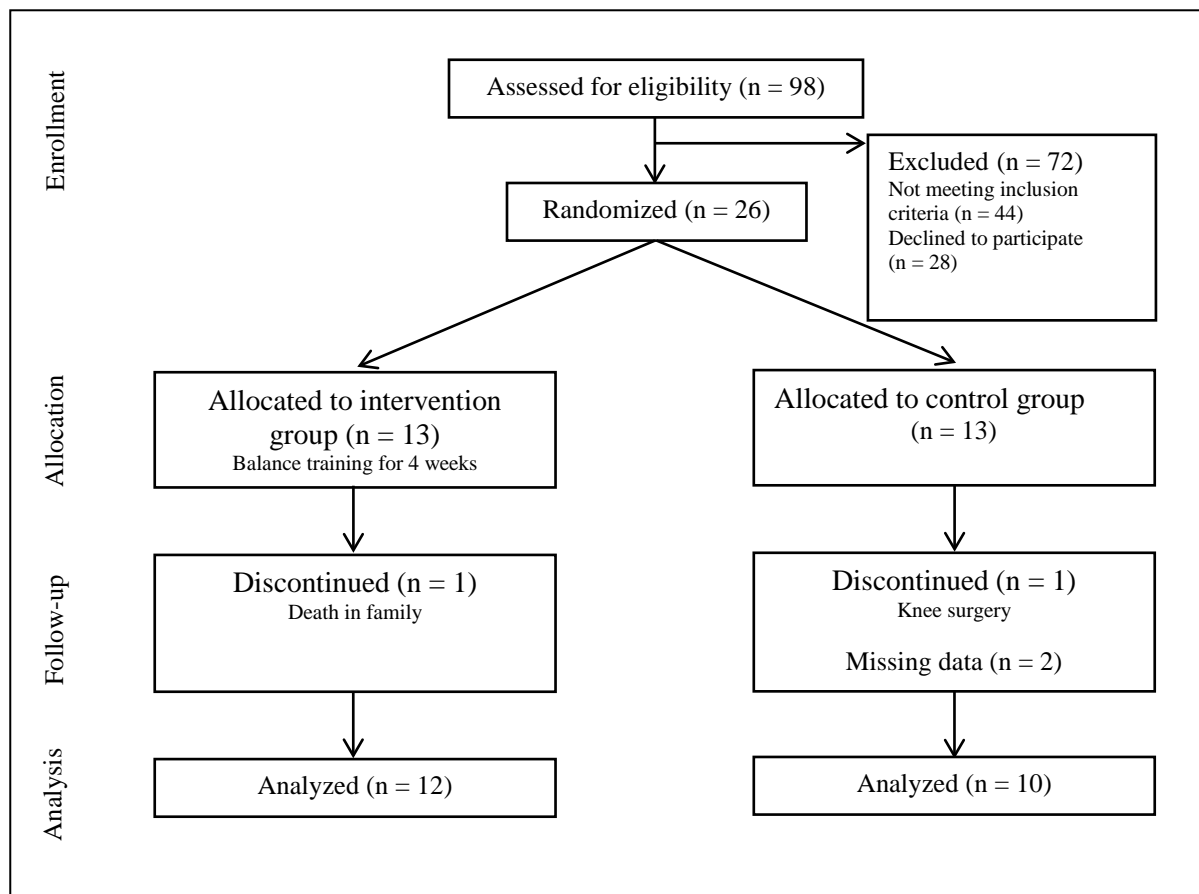 Enrollment
Assessed for eligibility (n = 98)
Excluded (n = 72)
Not meeting inclusion
criteria (n = 44)
Declined to participate
(n = 28)
Randomized (n = 26)
Allocation
Allocated to intervention
group (n = 13)
Balance training for 4 weeks
Allocated to control group
(n = 13)
Follow-up
Discontinued (n = 1)
Death in family
Discontinued (n = 1)
Knee surgery
Missing data (n = 2)
Analysis
Analyzed (n = 12)
Analyzed (n = 10)